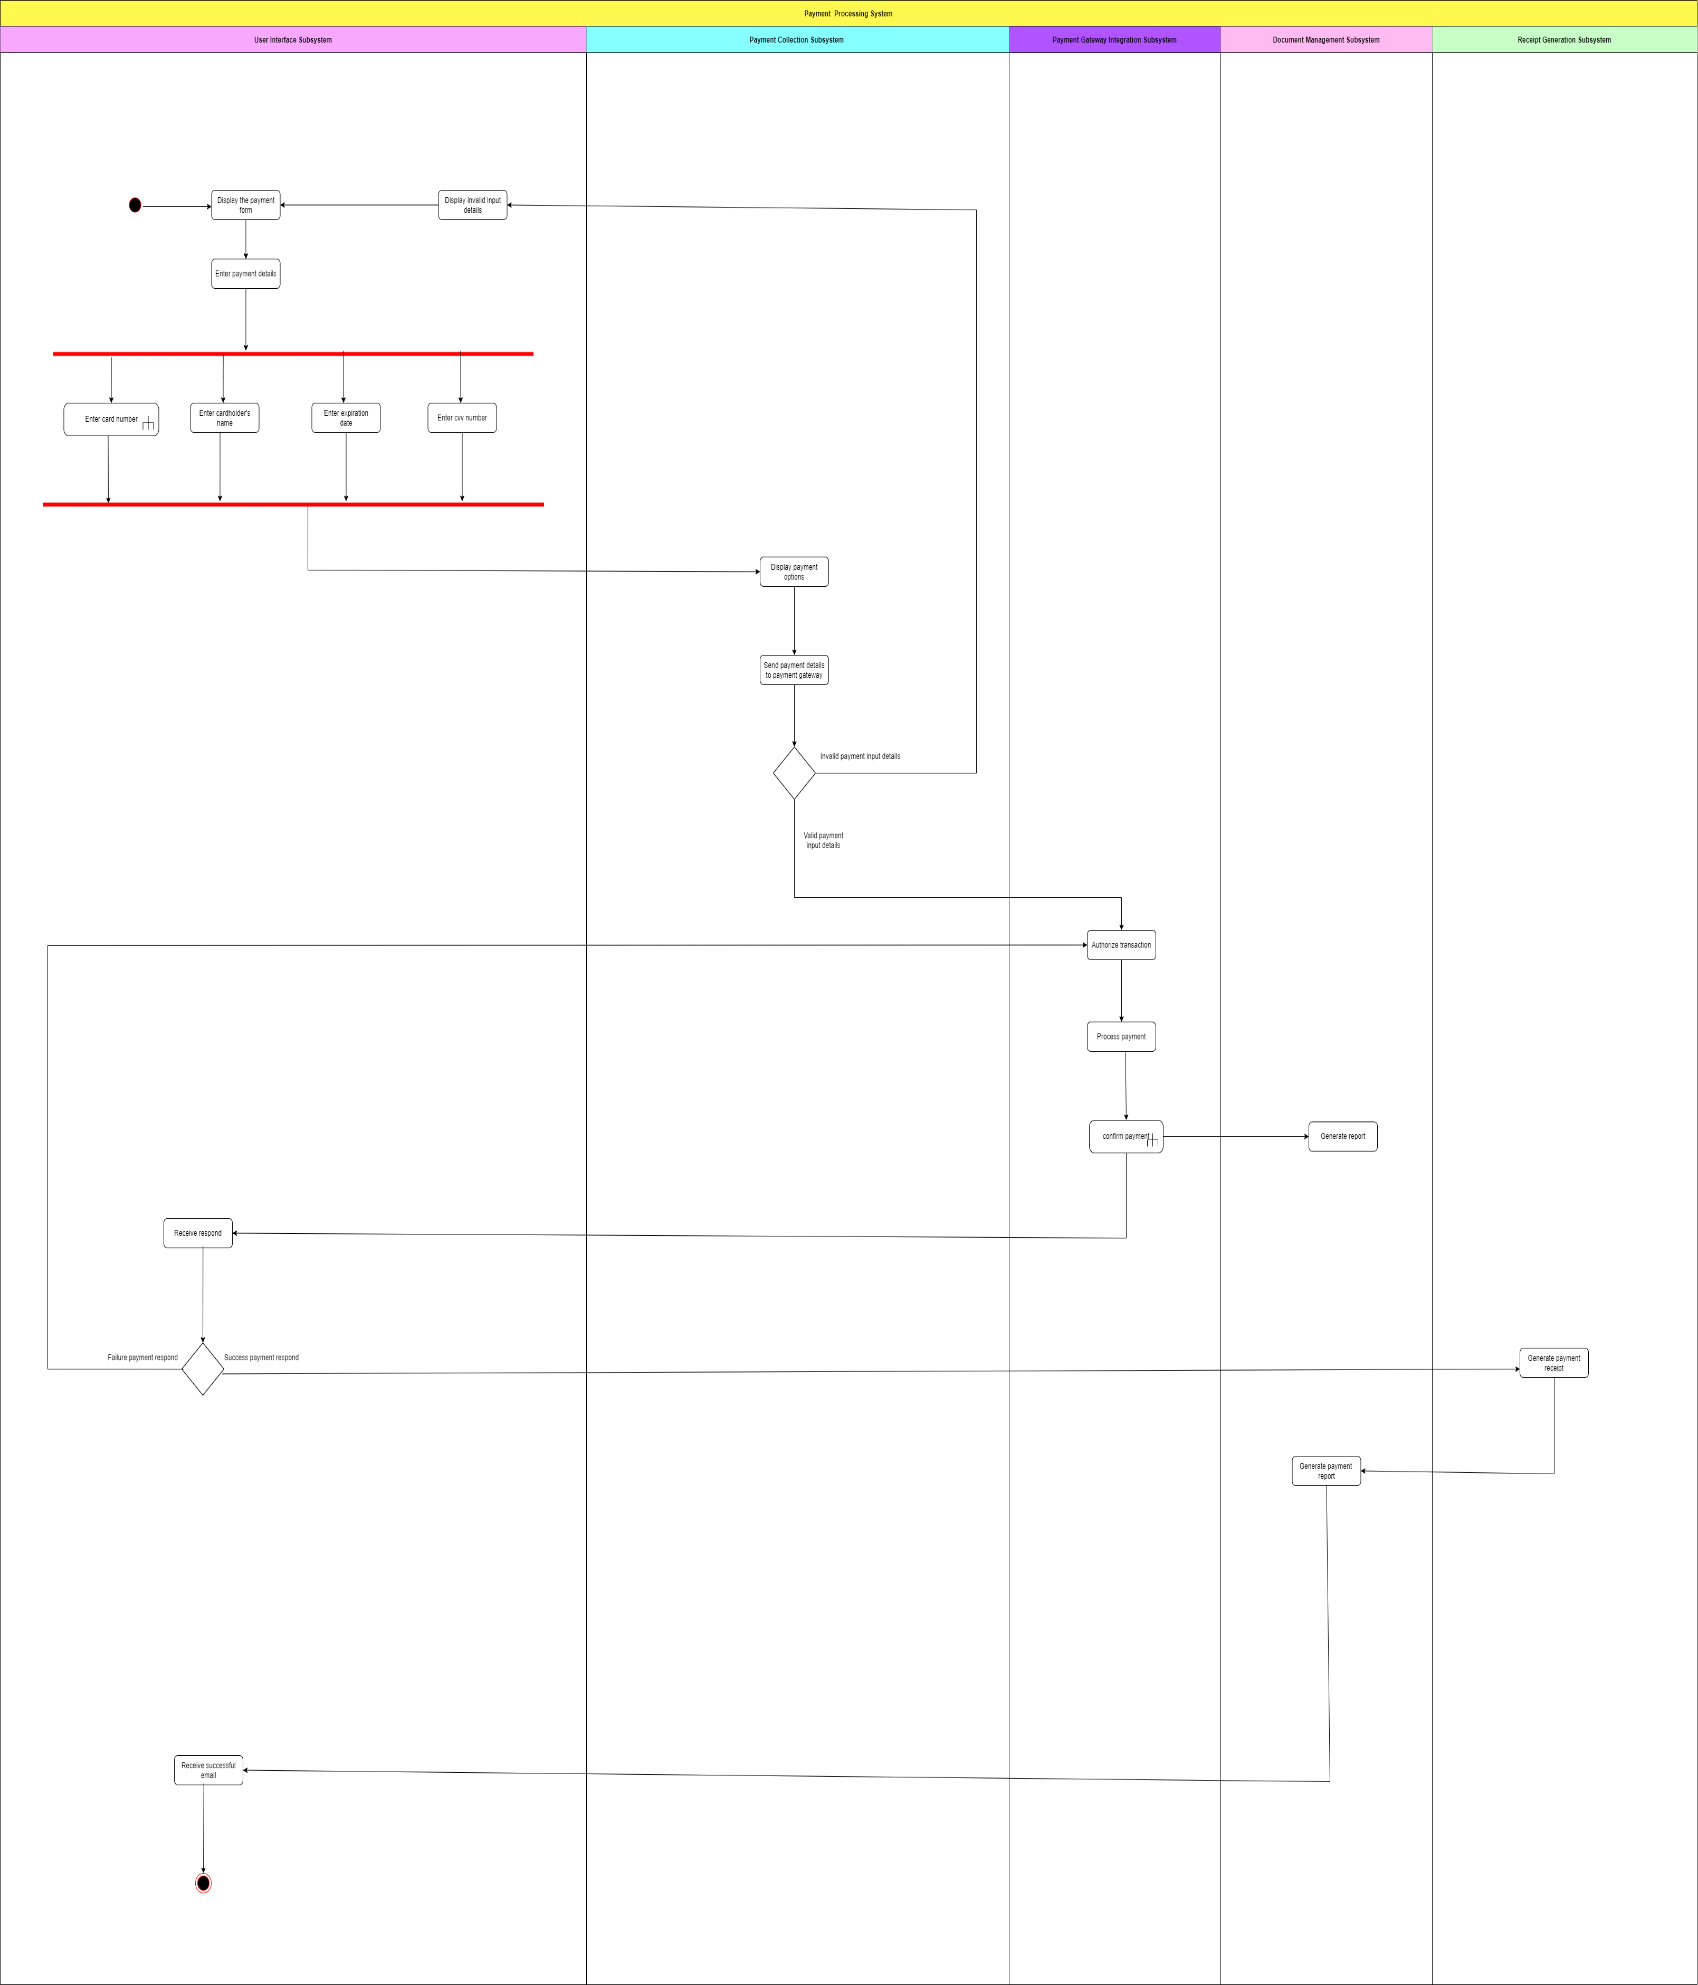 Payment  Processing System
User Interface Subsystem
Payment Collection Subsystem
Payment Gateway Integration Subsystem
Document Management Subsystem
Receipt Generation Subsystem
Display the payment
form
Display invalid input
details
Enter payment details
Enter card number
Enter cardholder's
name
Enter expiration
date
Enter cvv number
Display payment
options
Send payment details
to payment gateway
Invalid payment input details
Valid payment
input details
Authorize transaction
Process payment
confirm payment
Generate report
Receive respond
Failure payment respond
Success payment respond
Generate payment
receipt
Generate payment
report
Receive successful
email